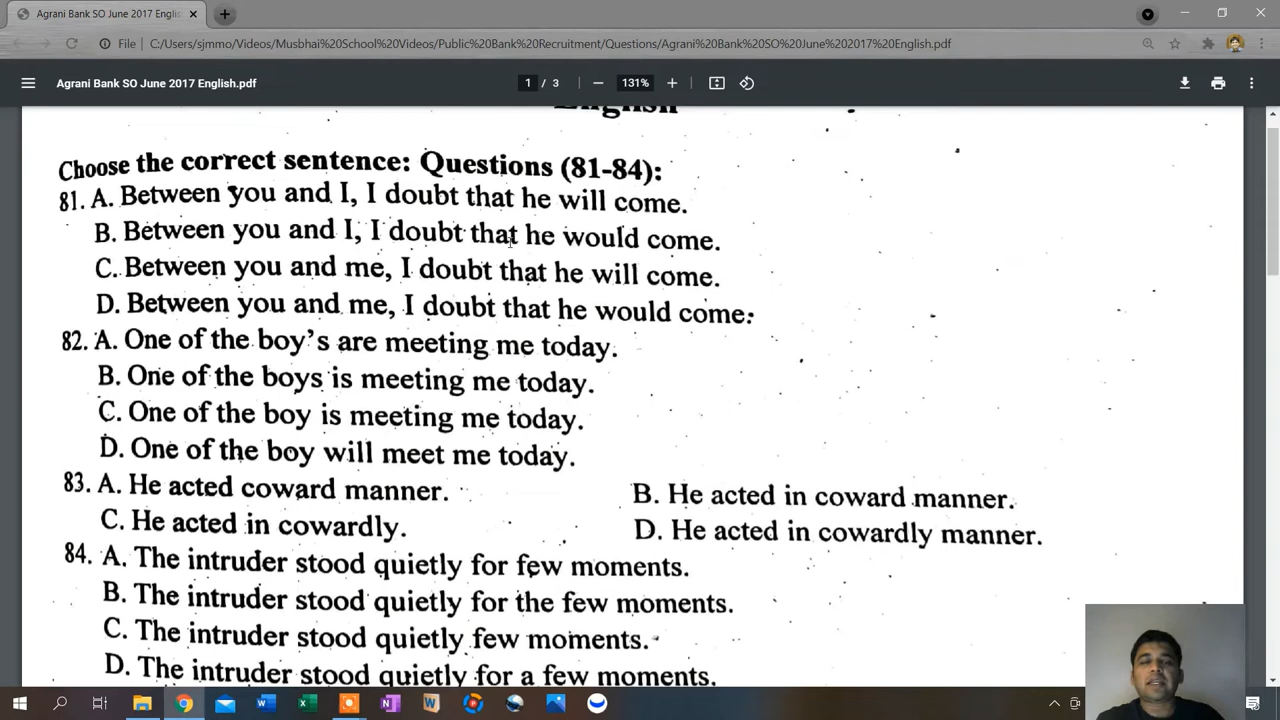 Agrani Bank SO June 2017 Englis
File | C:/Users/sjmmo/Videos/Musbhai%20School%20Videos/Public%20Bank%20Recruitment/Questions/Agrani%20Bank%20SO%20June%202017%20English.pdf
Agrani Bank SO June 2017 English.pdf
1 / 3
131%
English
Choose the correct sentence: Questions (81-84):
81. A. Between you and I, I doubt that he will come.
B. Between you and I, I doubt that he would come.
C. Between you and me, I doubt that he will come.
D. Between you and me, I doubt that he would come.
82. A. One of the boy's are meeting me today.
B. One of the boys is meeting me today.
C. One of the boy is meeting me today.
D. One of the boy will meet me today.
83. A. He acted coward manner. B. He acted in coward manner.
C. He acted in cowardly. D. He acted in cowardly manner.
84. A. The intruder stood quietly for few moments.
B. The intruder stood quietly for the few moments.
C. The intruder stood quietly few moments.
D. The intruder stood quietly for a few moments.